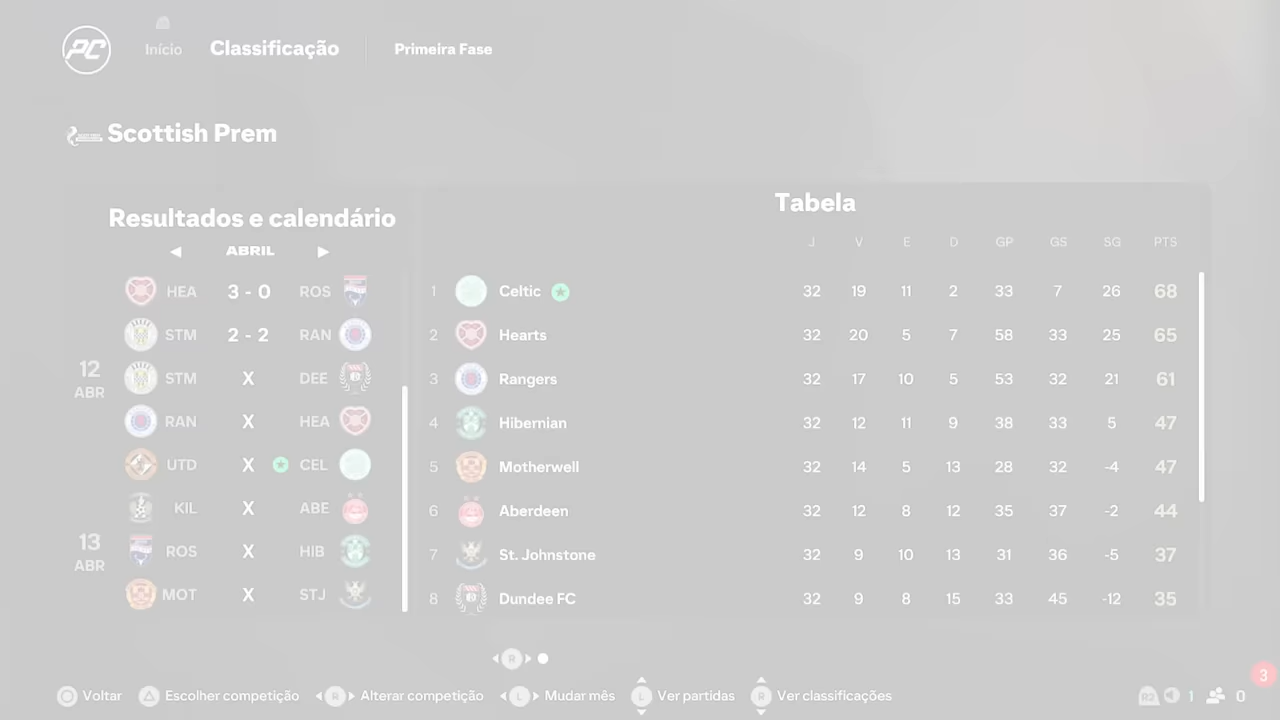 PC Início Classificação Primeira Fase
Scottish Prem
Resultados e calendário
ABRIL
HEA 3 - 0 ROS
STM 2 - 2 RAN
12 ABR
STM X DEE
RAN X HEA
UTD X CEL
KIL X ABE
13 ABR
ROS X HIB
MOT X STJ
Tabela
J V E D GP GS SG PTS
1 Celtic 32 19 11 2 33 7 26 68
2 Hearts 32 20 5 7 58 33 25 65
3 Rangers 32 17 10 5 53 32 21 61
4 Hibernian 32 12 11 9 38 33 5 47
5 Motherwell 32 14 5 13 28 32 -4 47
6 Aberdeen 32 12 8 12 35 37 -2 44
7 St. Johnstone 32 9 10 13 31 36 -5 37
8 Dundee FC 32 9 8 15 33 45 -12 35
R
Voltar Escolher competição R Alterar competição L Mudar mês L Ver partidas R Ver classificações R2 1 0 3